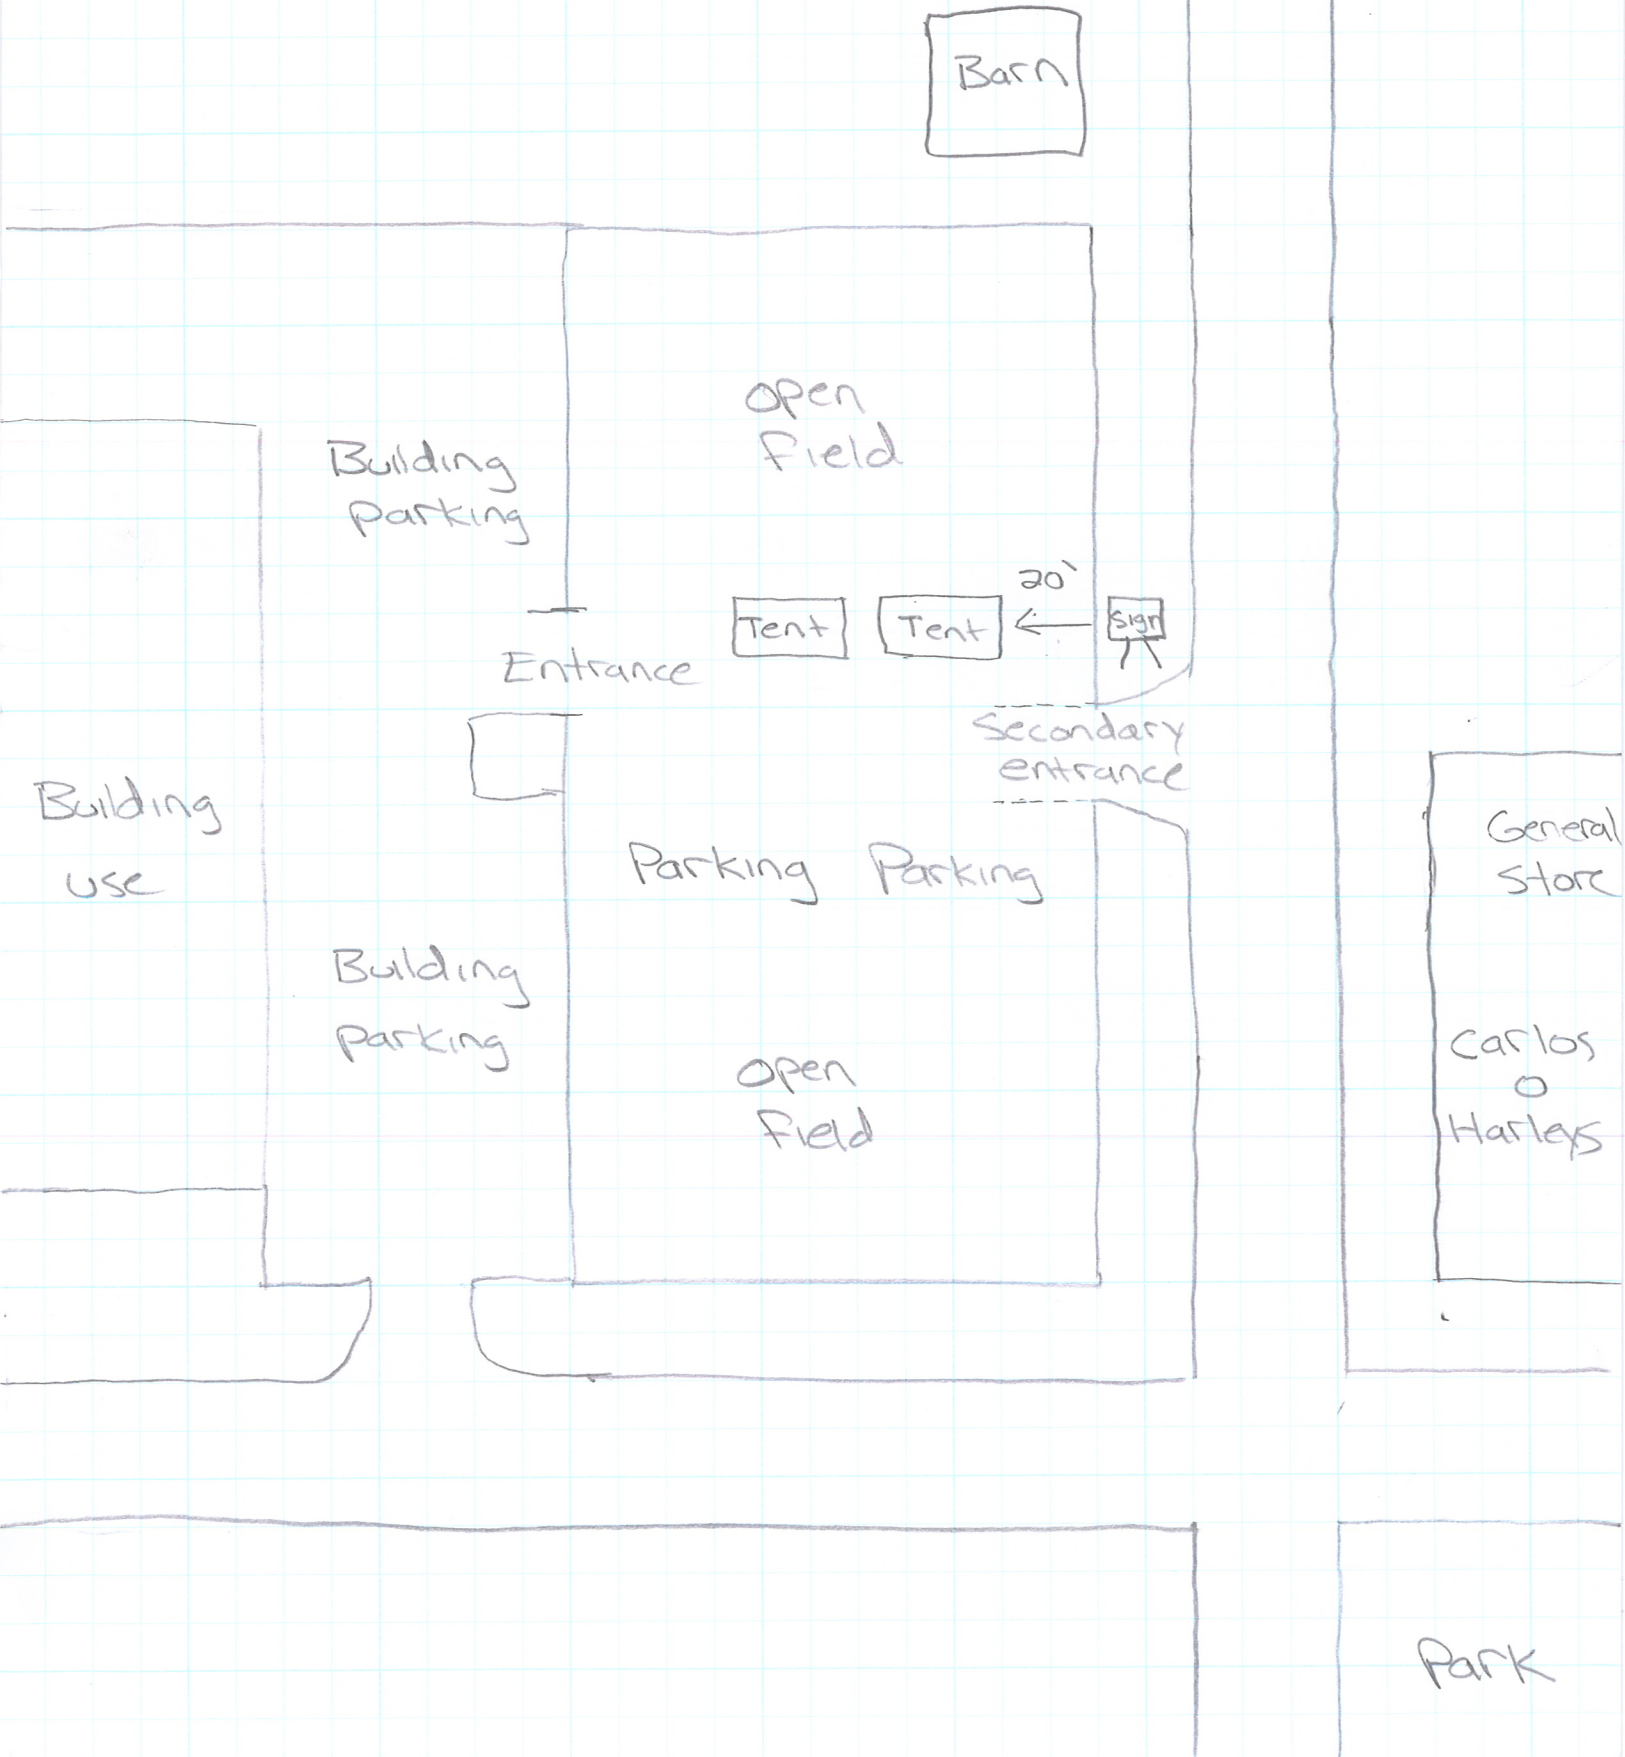 Barn
Open
Field
Building
Parking
20'
Tent
Tent
Sign
Entrance
Secondary
entrance
Building
use
Parking
Parking
General
Store
Building
parking
Open
Field
Carlos
O
Harleys
Park